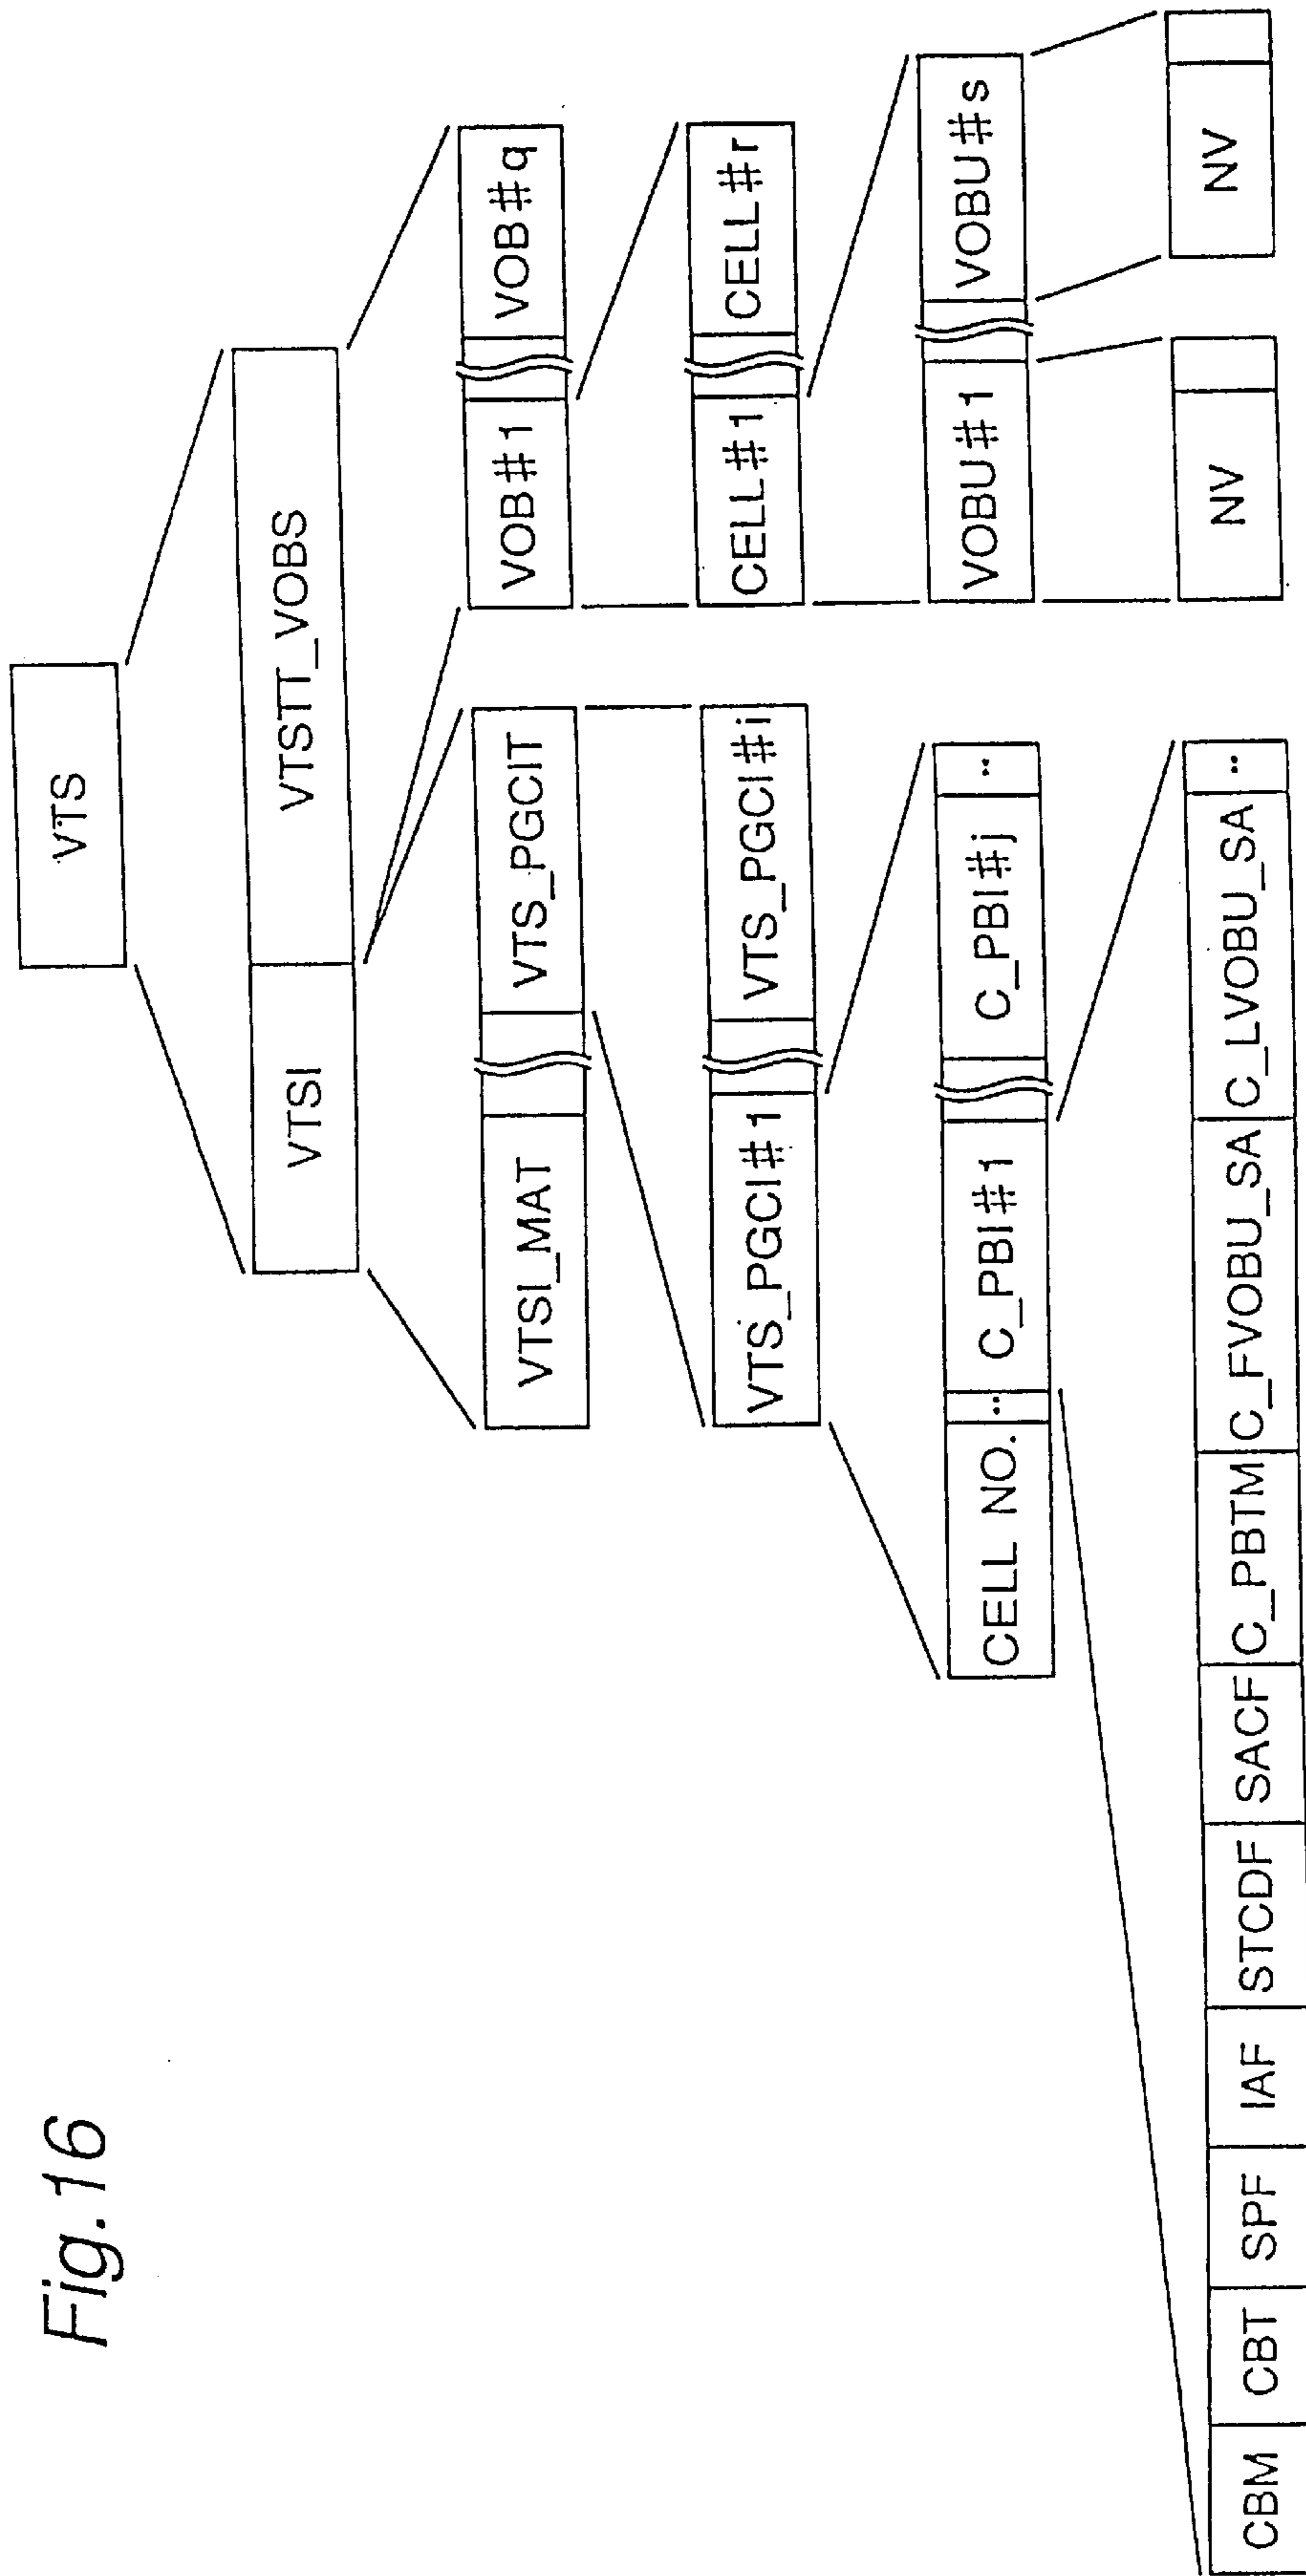 Fig.16
VTS
VTSI VTSTT_VOBS
VTSI_MAT VTS_PGCIT VOB#1 VOB#q
VTS_PGCI#1 VTS_PGCI#i CELL#1 CELL#r
CELL NO. .. C_PBI#1 C_PBI#j .. VOBU#1 VOBU#s
CBM CBT SPF IAF STCDF SACF C_PBTM C_FVOBU_SA C_LVOBU_SA .. NV NV